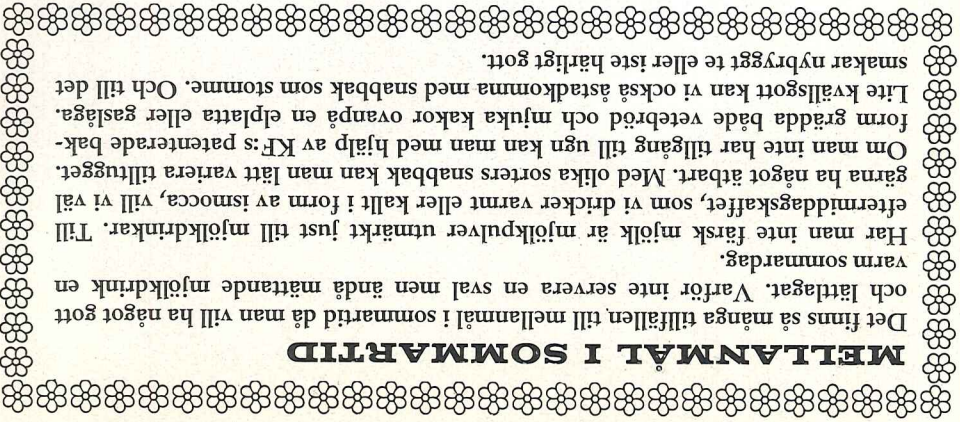 MELLANMÅL I SOMMARTID
Det finns så många tillfällen till mellanmål i sommartid då man vill ha något gott
och lättlagat. Varför inte servera en sval men ändå mättande mjölkdrink en
varm sommardag.
Har man inte färsk mjölk är mjölkpulver utmärkt just till mjölkdrinkar. Till
eftermiddagskaffet, som vi dricker varmt eller kallt i form av ismocca, vill vi väl
gärna ha något ätbart. Med olika sorters snabbak kan man lätt variera tilltugget.
Om man inte har tillgång till ugn kan man med hjälp av KF:s patenterade bak-
form grädda både vetebröd och mjuka kakor ovanpå en elplatta eller gaslåga.
Lite kvällsgott kan vi också åstadkomma med snabbak som stomme. Och till det
smakar nybryggt te eller iste härligt gott.